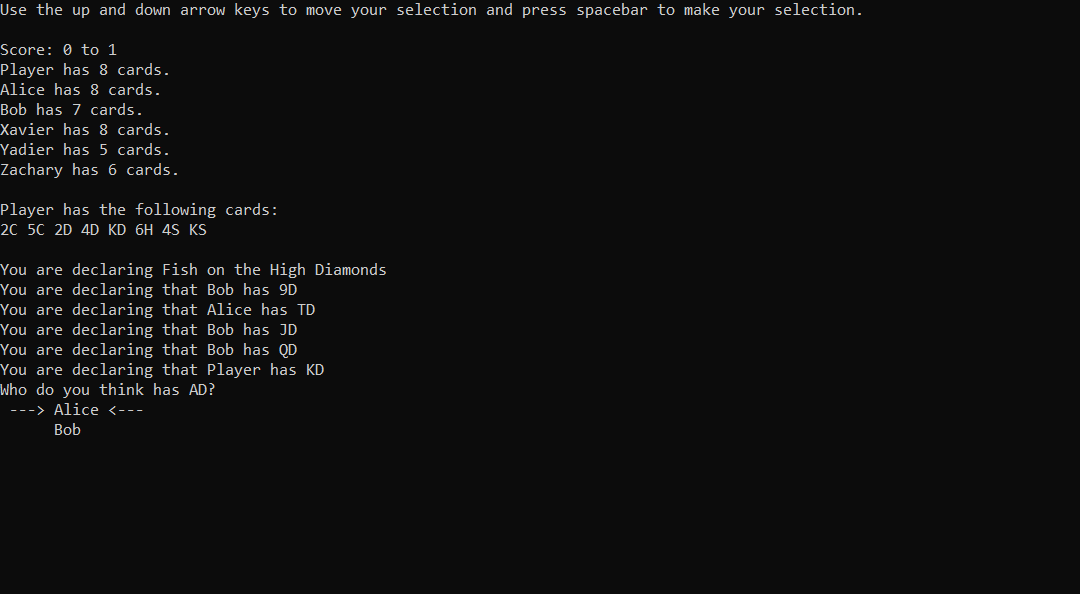 Use the up and down arrow keys to move your selection and press spacebar to make your selection.
Score: 0 to 1
Player has 8 cards.
Alice has 8 cards.
Bob has 7 cards.
Xavier has 8 cards.
Yadier has 5 cards.
Zachary has 6 cards.
Player has the following cards:
2C 5C 2D 4D KD 6H 4S KS
You are declaring Fish on the High Diamonds
You are declaring that Bob has 9D
You are declaring that Alice has TD
You are declaring that Bob has JD
You are declaring that Bob has QD
You are declaring that Player has KD
Who do you think has AD?
---> Alice <---
Bob